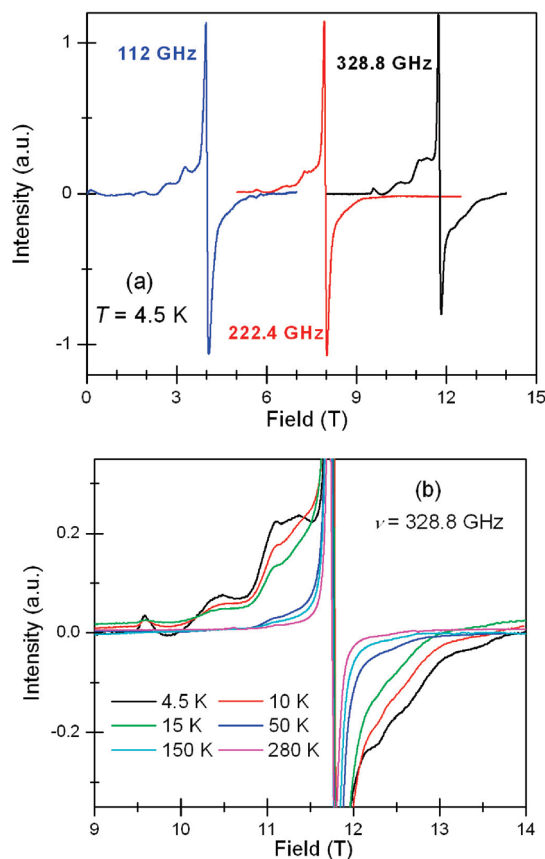 1
112 GHz
328.8 GHz
Intensity (a.u.)
0
(a)
T = 4.5 K
222.4 GHz
-1
0 3 6 9 12 15
Field (T)
(b)
ν = 328.8 GHz
0.2
Intensity (a.u.)
0.0
4.5 K 10 K
15 K 50 K
150 K 280 K
-0.2
9 10 11 12 13 14
Field (T)